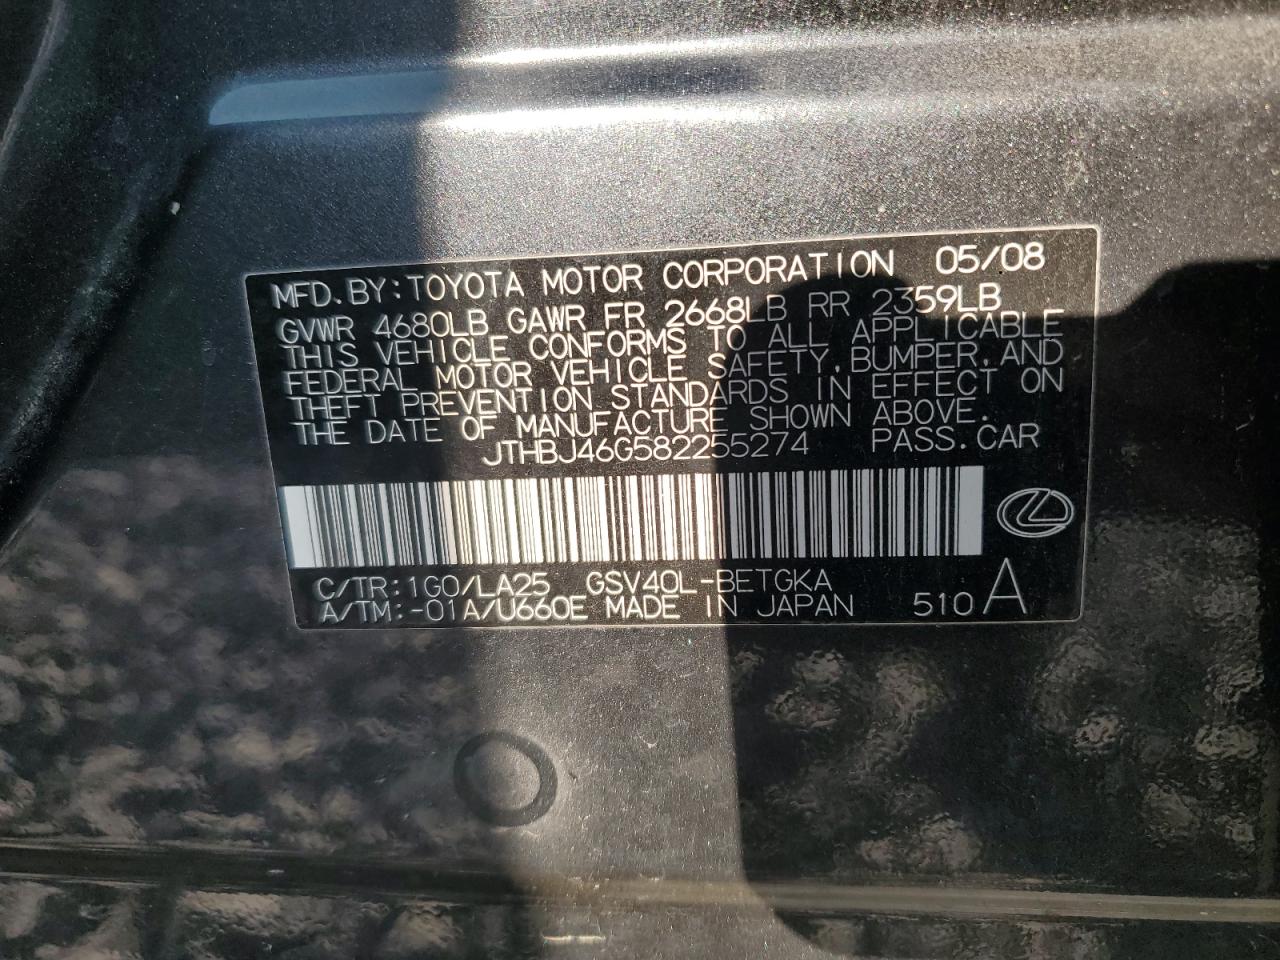 MFD.BY:TOYOTA MOTOR CORPORATION 05/08
GVWR 4680LB GAWR FR 2668LB RR 2359LB
THIS VEHICLE CONFORMS TO ALL APPLICABLE
FEDERAL MOTOR VEHICLE SAFETY,BUMPER,AND
THEFT PREVENTION STANDARDS IN EFFECT ON
THE DATE OF MANUFACTURE SHOWN ABOVE.
JTHBJ46G582255274 PASS.CAR
C/TR:1G0/LA25 GSV40L-BETGKA
A/TM:-01A/U660E MADE IN JAPAN 510 A